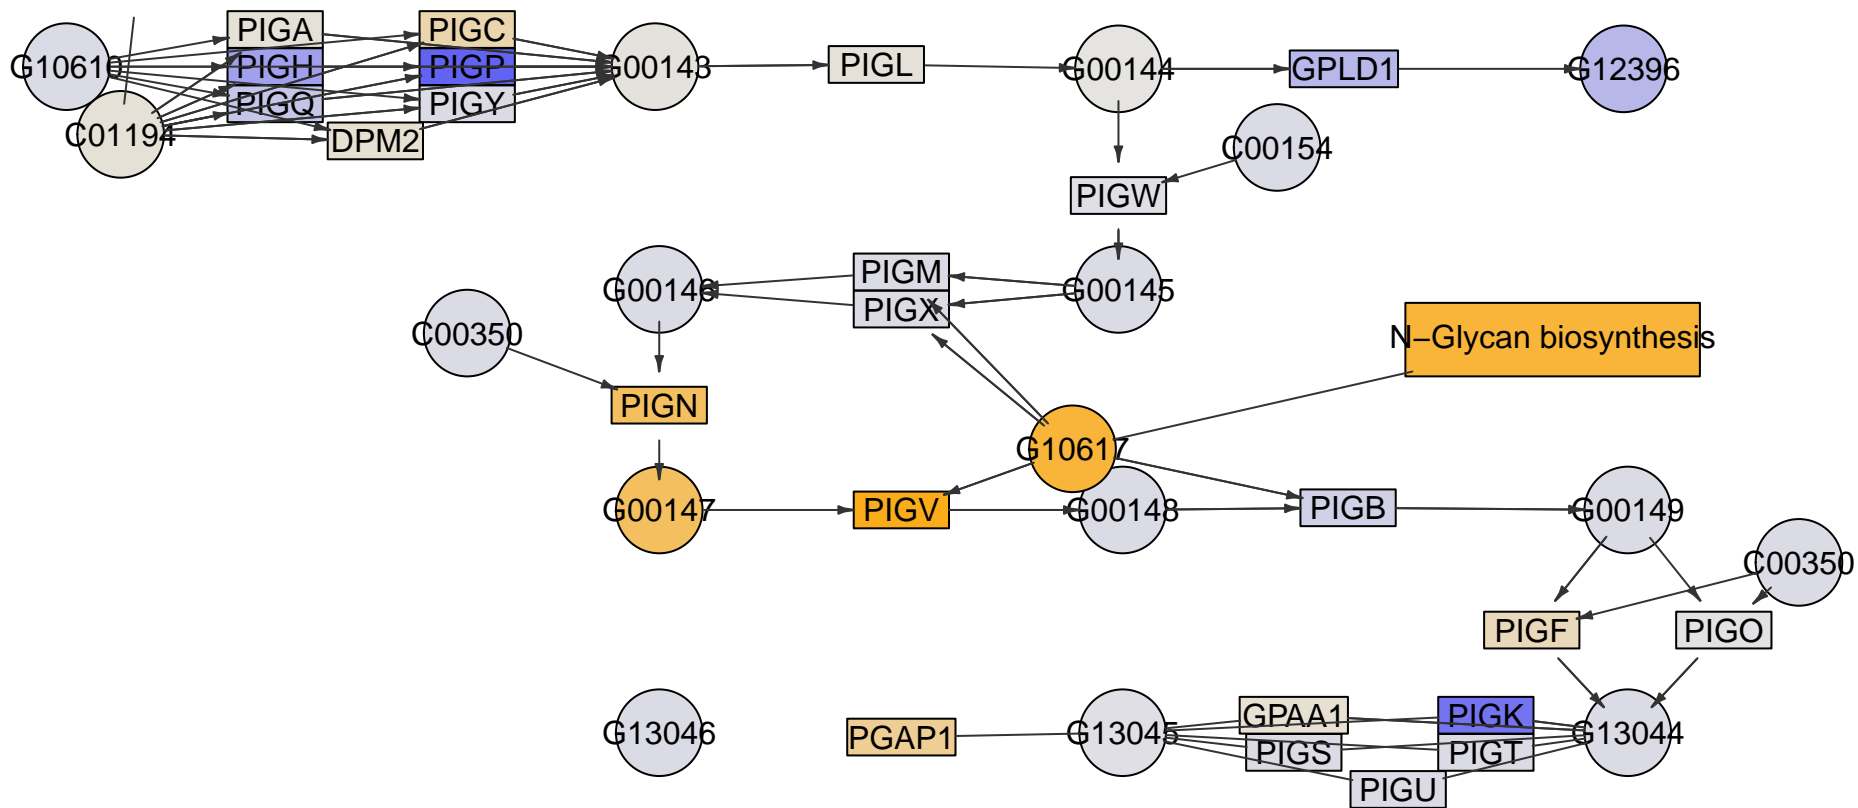 PIGA
PIGC
G10610
PIGH
PIGP
G00143
PIGL
G00144
GPLD1
G12396
PIGQ
PIGY
C01194
DPM2
C00154
PIGW
PIGM
G00146
G00145
PIGX
C00350
N−Glycan biosynthesis
PIGN
G10617
G00147
PIGV
G00148
PIGB
G00149
C00350
PIGF
PIGO
GPAA1
PIGK
G13046
PGAP1
G13045
G13044
PIGS
PIGT
PIGU